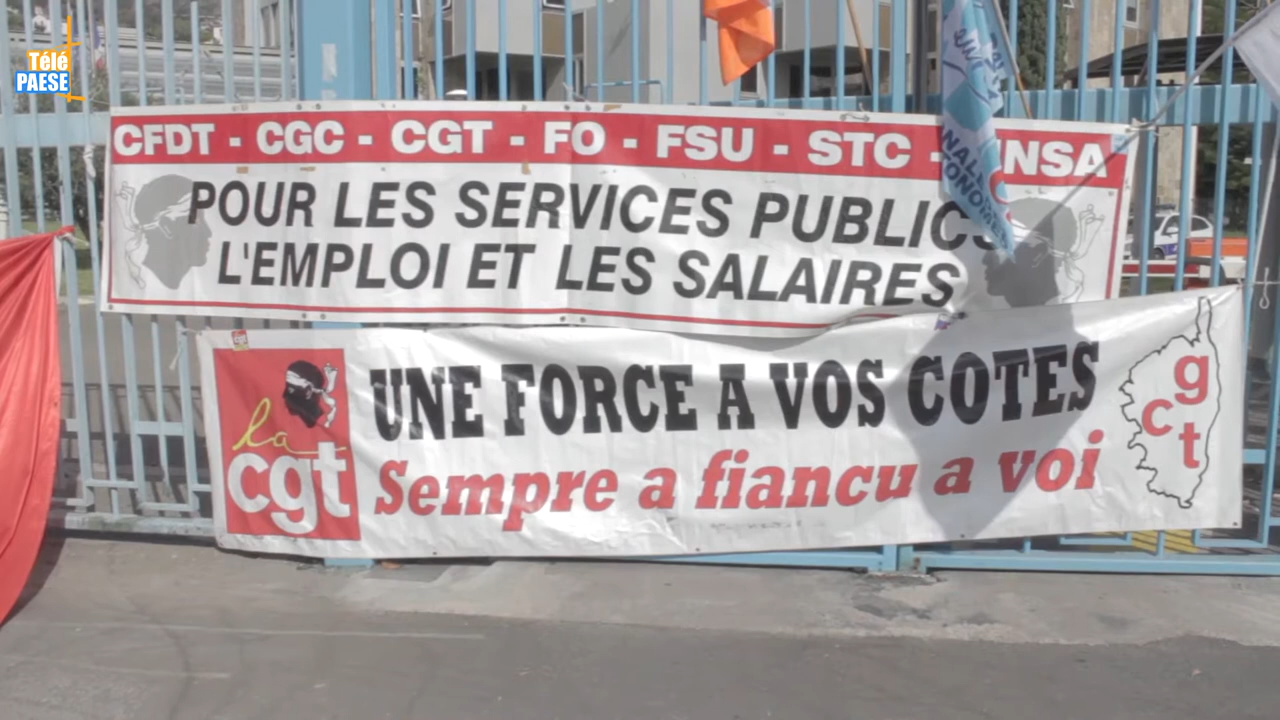 Télé
PAESE
CFDT - CGC - CGT - FO - FSU - STC - UNSA
POUR LES SERVICES PUBLICS
L'EMPLOI ET LES SALAIRES
la
cgt
UNE FORCE A VOS COTES
Sempre a fiancu a voi
g
c
t